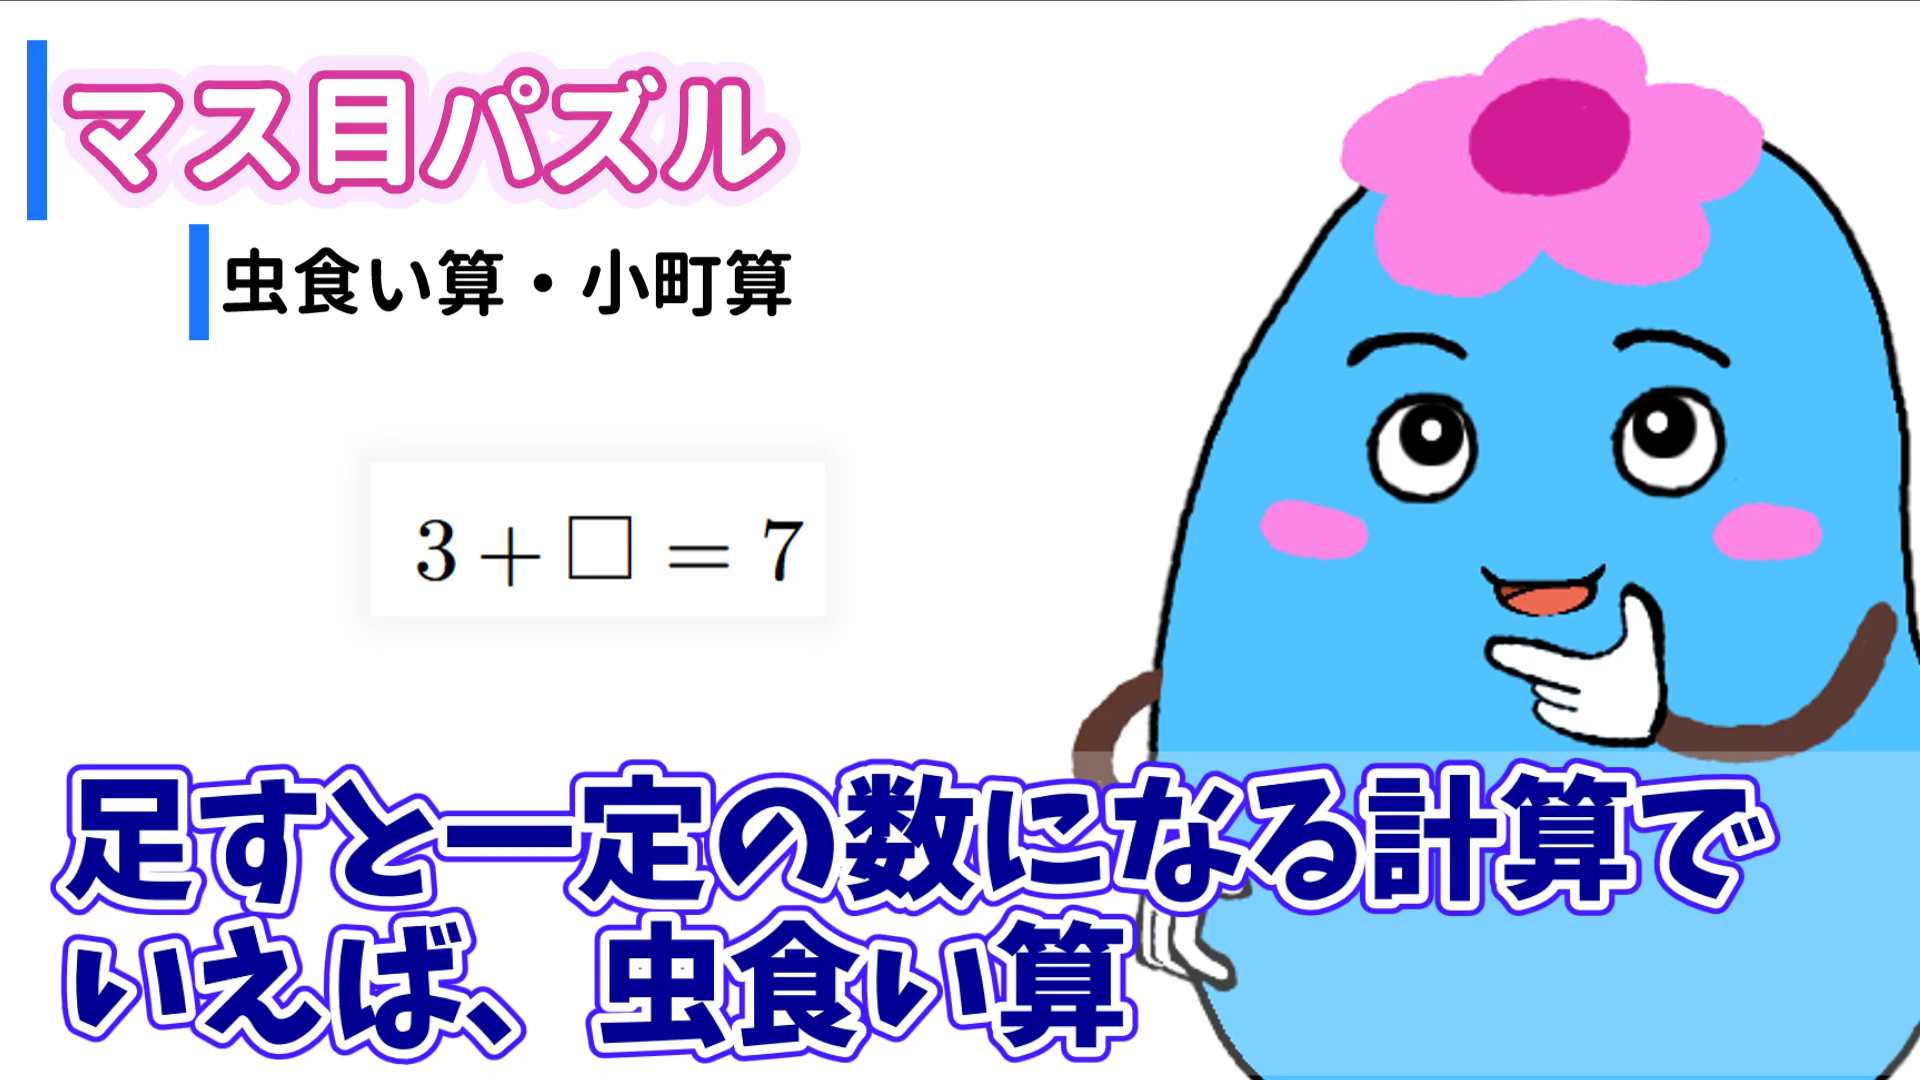 マス目パズル
虫食い算・小町算
3 + □ = 7
足すと一定の数になる計算で
いえば、虫食い算